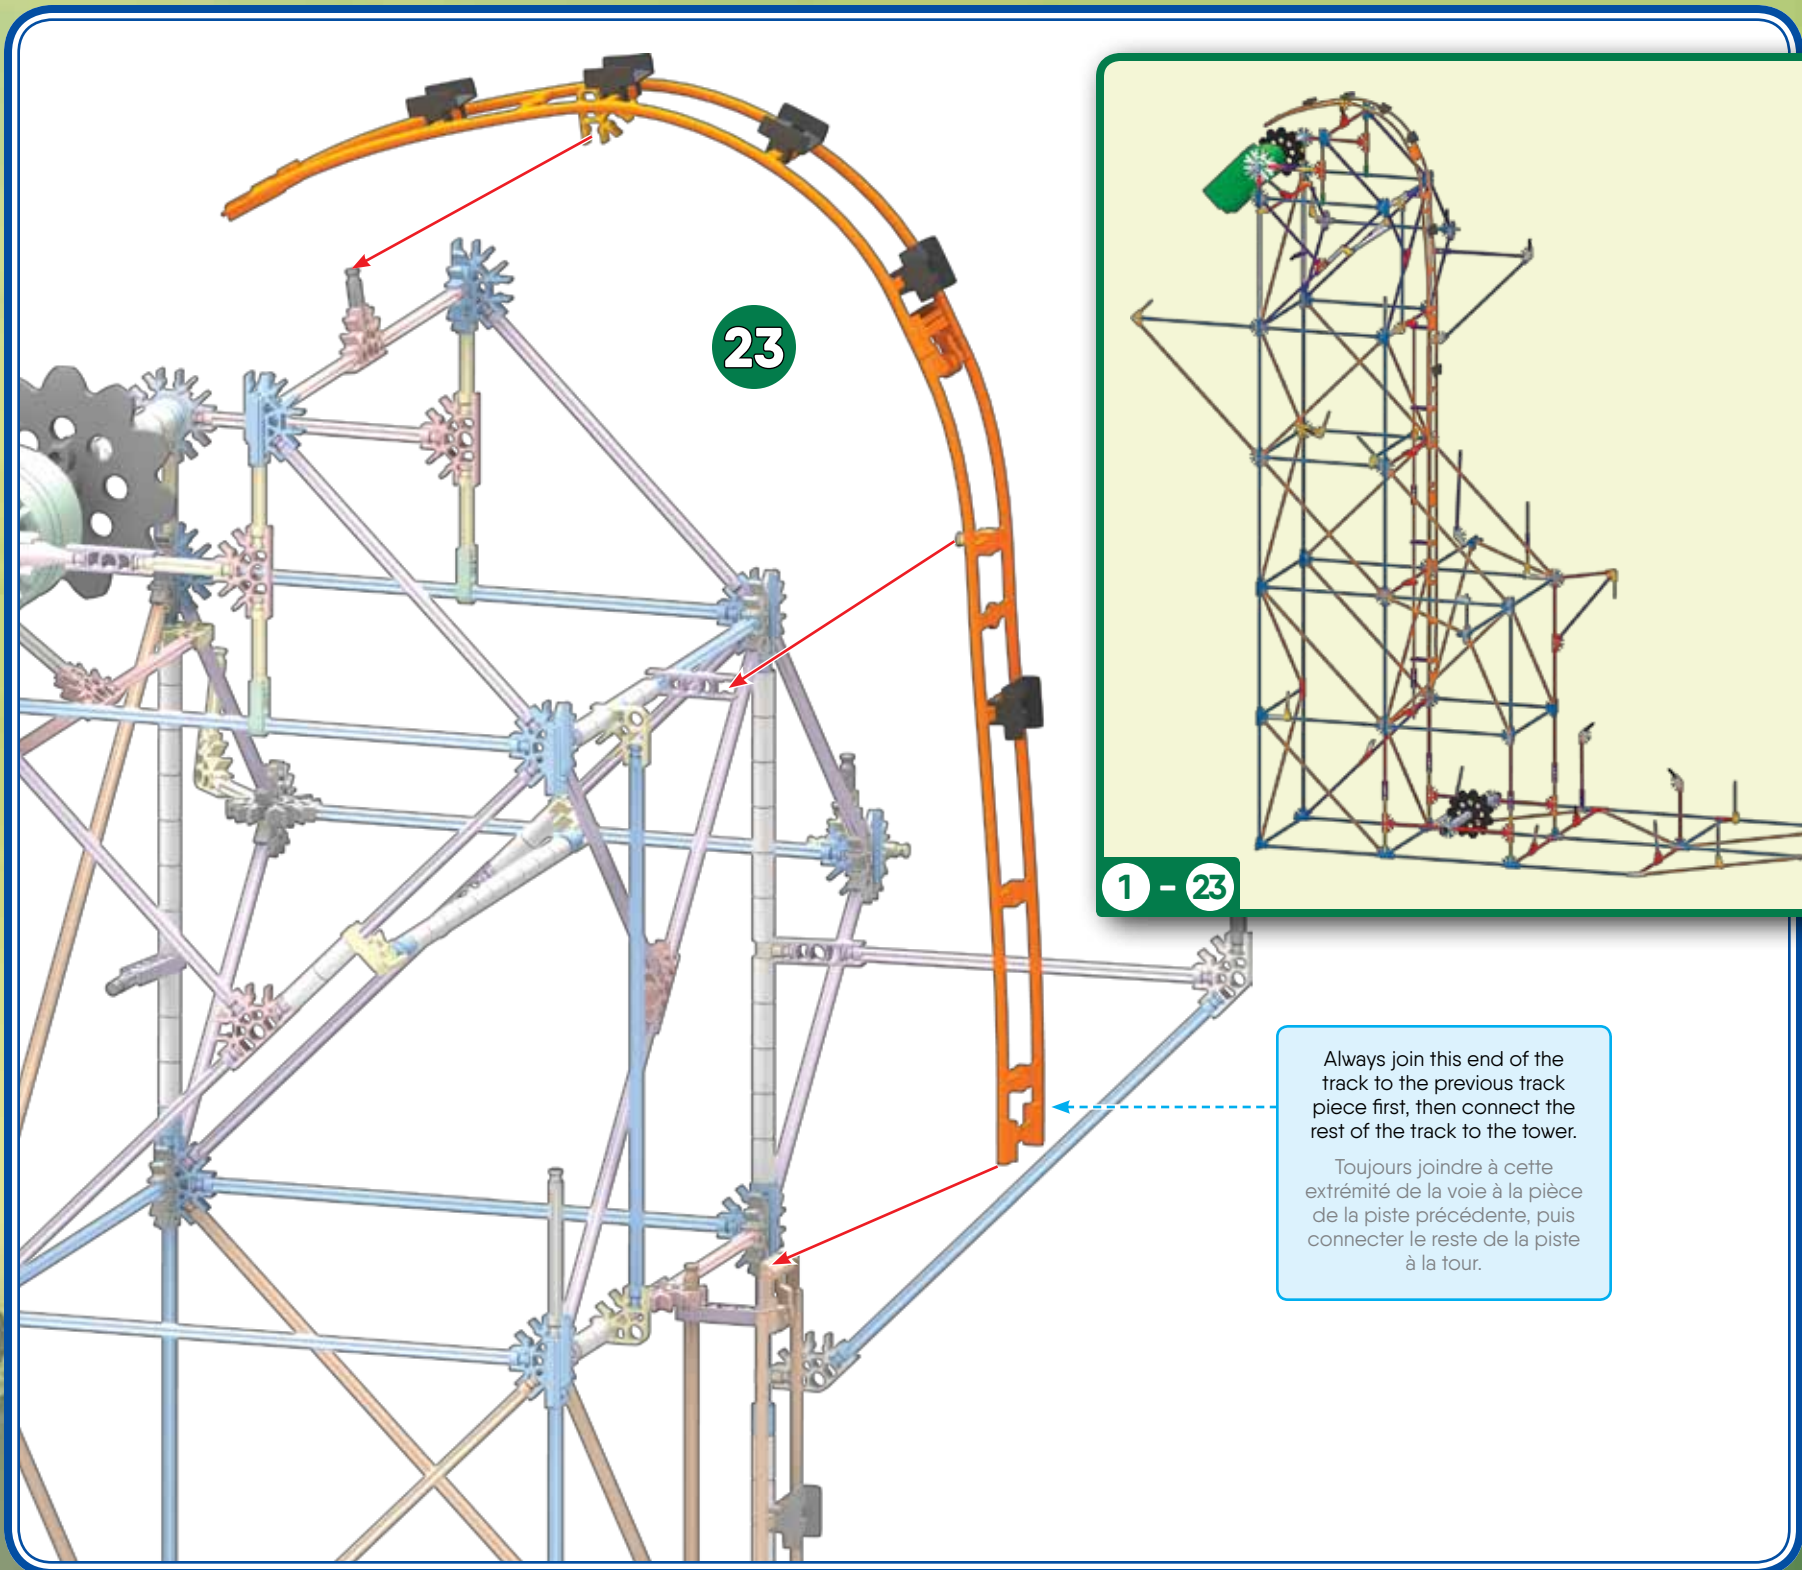 23
1 - 23
Always join this end of the
track to the previous track
piece first, then connect the
rest of the track to the tower.
Toujours joindre à cette
extrémité de la voie à la pièce
de la piste précédente, puis
connecter le reste de la piste
à la tour.